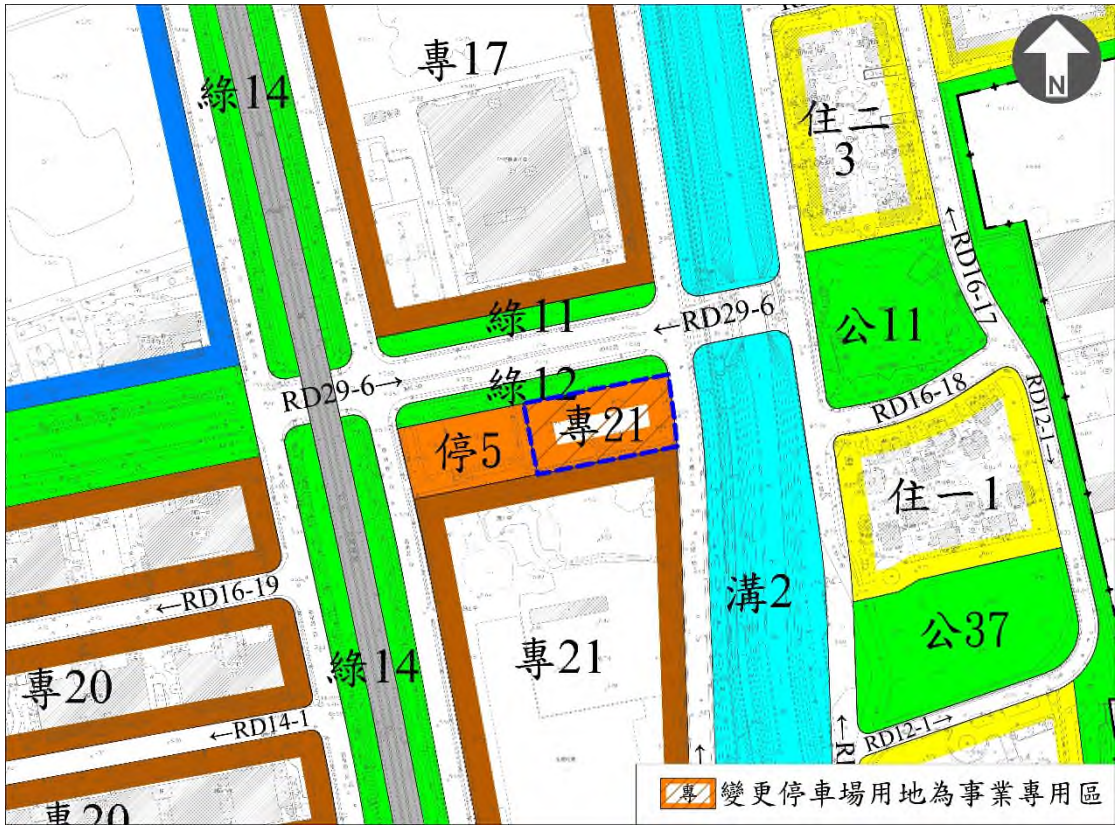 N
綠14
專17
住二
3
←RD16-17
綠11
←RD29-6
公11
RD29-6→
綠12
RD16-18
RD12-1→
停5
專21
住一1
←RD16-19
溝2
公37
專20
綠14
專21
←RD14-1
RD12-1→
專20
專 變更停車場用地為事業專用區